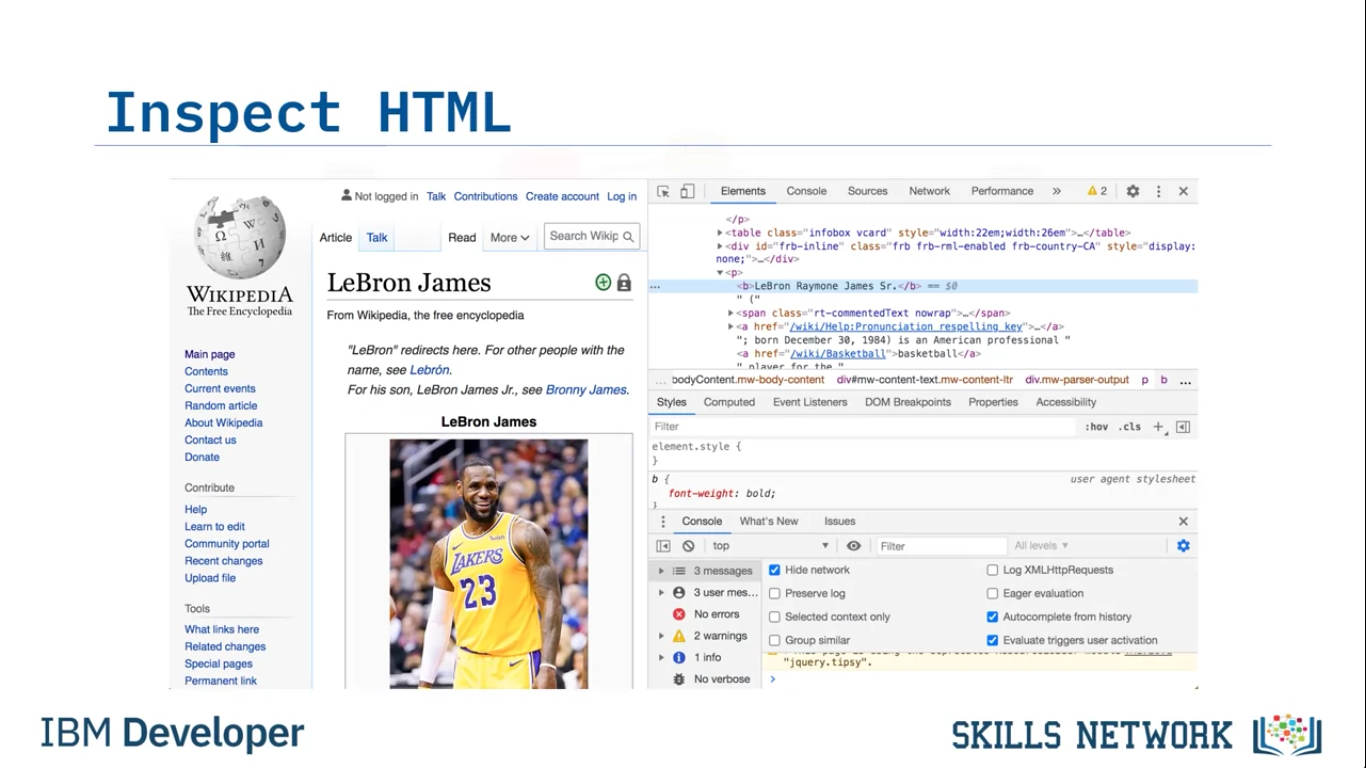 Inspect HTML
Not logged in Talk Contributions Create account Log in
Article Talk Read More Search Wikip
WIKIPEDIA
The Free Encyclopedia
Main page
Contents
Current events
Random article
About Wikipedia
Contact us
Donate
Contribute
Help
Learn to edit
Community portal
Recent changes
Upload file
Tools
What links here
Related changes
Special pages
Permanent link
LeBron James
From Wikipedia, the free encyclopedia
"LeBron" redirects here. For other people with the
name, see Lebrón.
For his son, LeBron James Jr., see Bronny James.
LeBron James
LAKERS
23
Elements Console Sources Network Performance » 2
</p>
<table class="infobox vcard" style="width:22em;width:26em">…</table>
<div id="frb-inline" class="frb frb-rml-enabled frb-country-CA" style="display:
none;">…</div>
<p>
… <b>LeBron Raymone James Sr.</b> == $0
" ("
<span class="rt-commentedText nowrap">…</span>
<a href="/wiki/Help:Pronunciation_respelling_key">…</a>
"; born December 30, 1984) is an American professional "
<a href="/wiki/Basketball">basketball</a>
" player for the "
… bodyContent.mw-body-content div#mw-content-text.mw-content-ltr div.mw-parser-output p b …
Styles Computed Event Listeners DOM Breakpoints Properties Accessibility
Filter :hov .cls +
element.style {
}
b { user agent stylesheet
font-weight: bold;
}
Console What's New Issues
top Filter All levels
3 messages
3 user mes…
No errors
2 warnings
1 info
No verbose
Hide network Log XMLHttpRequests
Preserve log Eager evaluation
Selected context only Autocomplete from history
Group similar Evaluate triggers user activation
"jquery.tipsy".
>
IBM Developer
SKILLS NETWORK